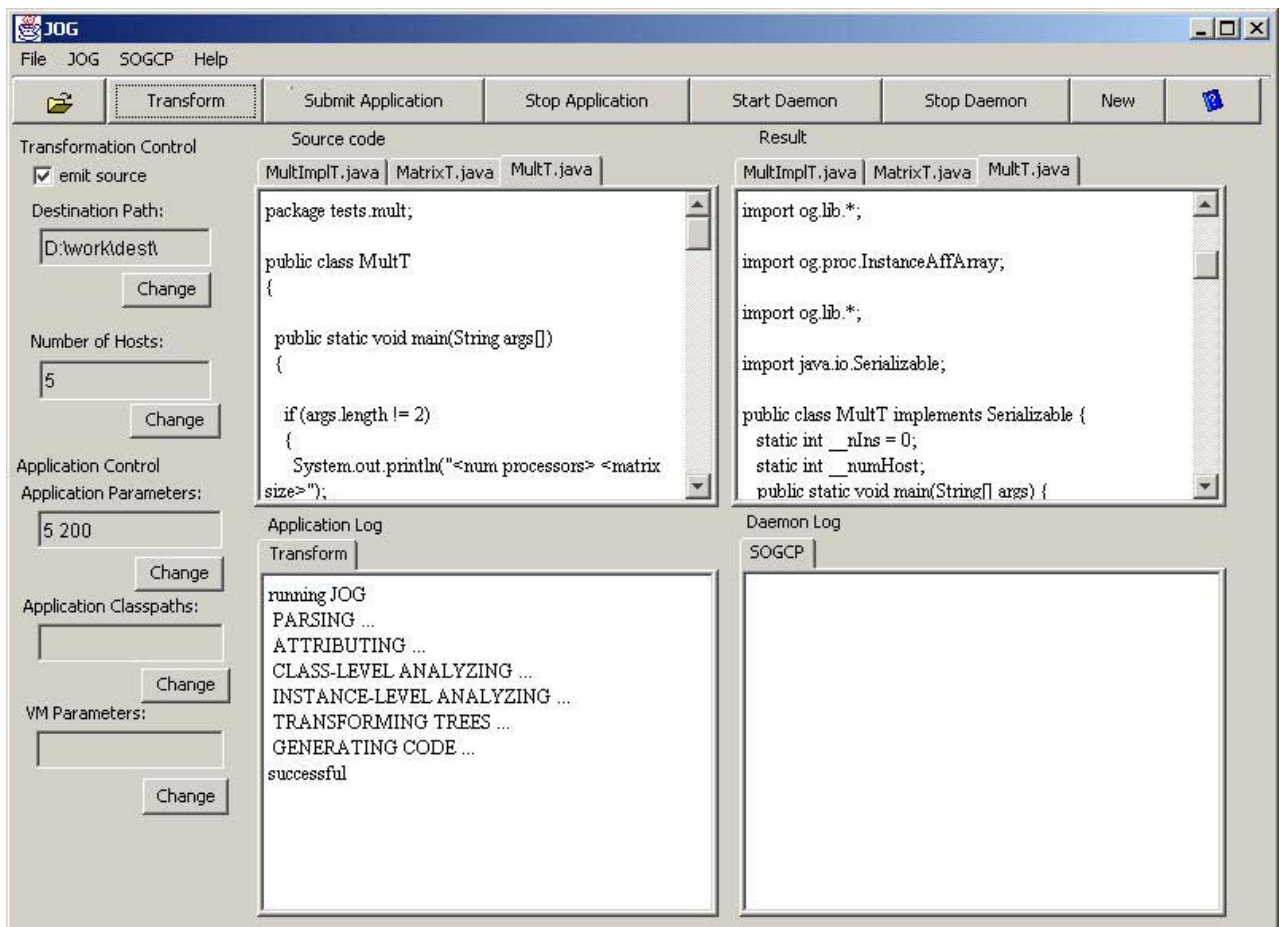 JOG
File JOG SOGCP Help
Transform Submit Application Stop Application Start Daemon Stop Daemon New
Transformation Control
emit source
Destination Path:
D:\work\dest\
Change
Number of Hosts:
5
Change
Application Control
Application Parameters:
5 200
Change
Application Classpaths:
Change
VM Parameters:
Change
Source code
MultImplT.java MatrixT.java MultT.java
package tests.mult;
public class MultT
{
public static void main(String args[])
{
if (args.length != 2)
{
System.out.println("<num processors> <matrix
size>");
Result
MultImplT.java MatrixT.java MultT.java
import og.lib.*;
import og.proc.InstanceAffArray;
import og.lib.*;
import java.io.Serializable;
public class MultT implements Serializable {
static int __nIns = 0;
static int __numHost;
public static void main(String[] args) {
Application Log
Transform
running JOG
PARSING ...
ATTRIBUTING ...
CLASS-LEVEL ANALYZING ...
INSTANCE-LEVEL ANALYZING ...
TRANSFORMING TREES ...
GENERATING CODE ...
successful
Daemon Log
SOGCP